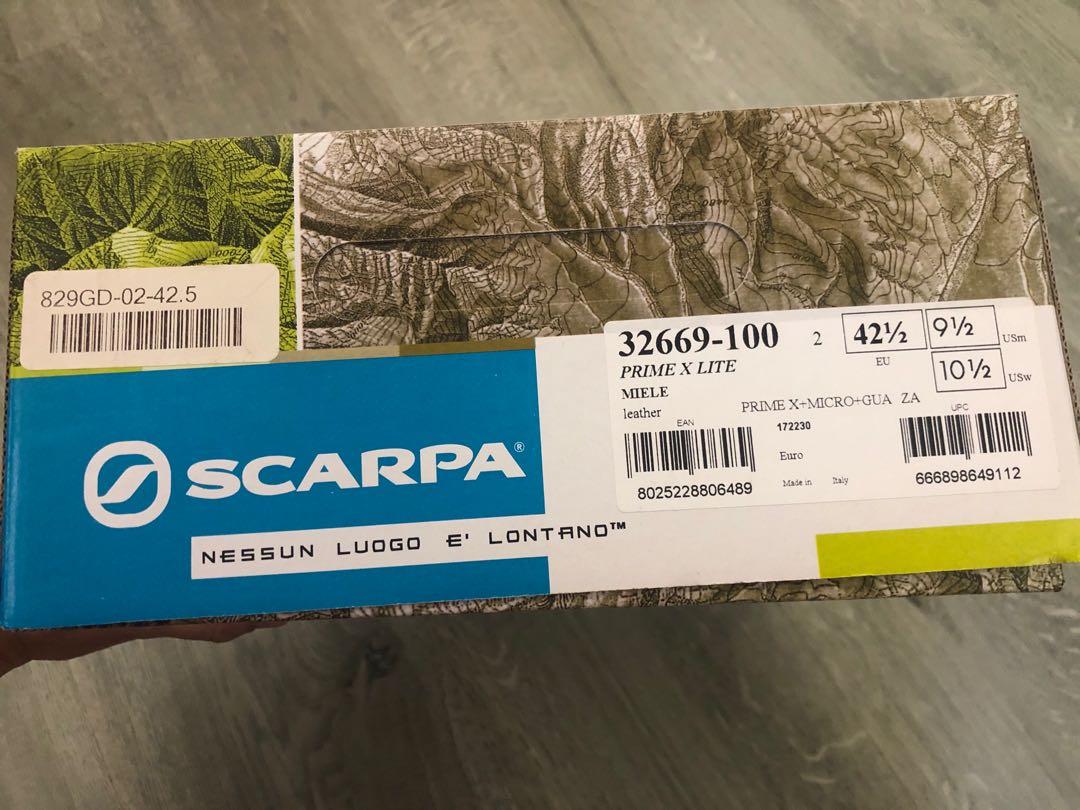 829GD-02-42.5
32669-100 2 42½ 9½ USm
EU
10½ USw
PRIME X LITE
MIELE
leather
PRIME X+MICRO+GUA ZA
EAN
172230
UPC
Euro
Made in Italy
8025228806489
666898649112
SCARPA®
NESSUN LUOGO E' LONTANO™